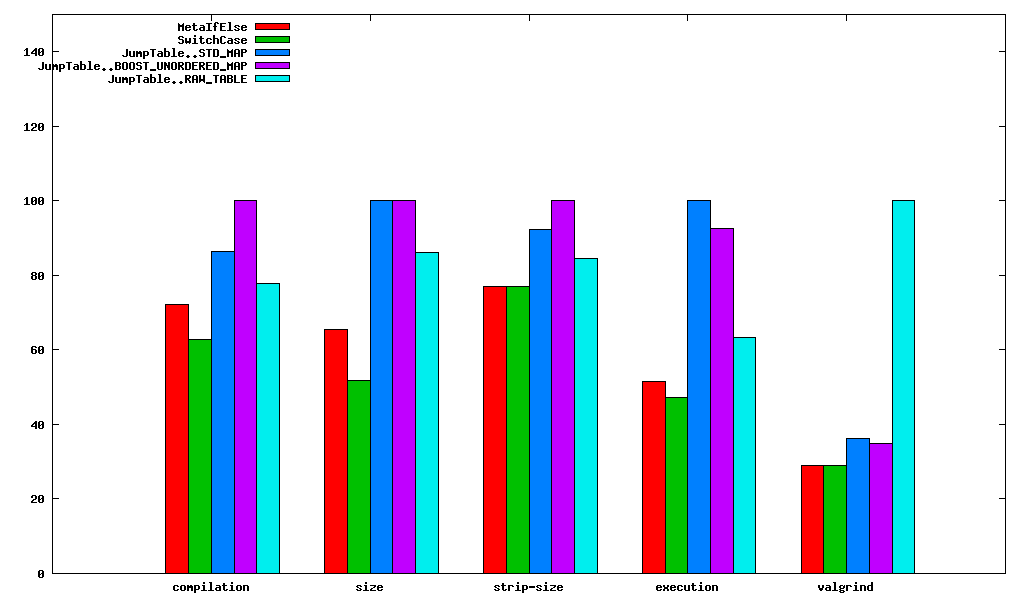 MetaIfElse
SwitchCase
JumpTable..STD_MAP
JumpTable..BOOST_UNORDERED_MAP
JumpTable..RAW_TABLE
140
120
100
80
60
40
20
0
compilation size strip-size execution valgrind